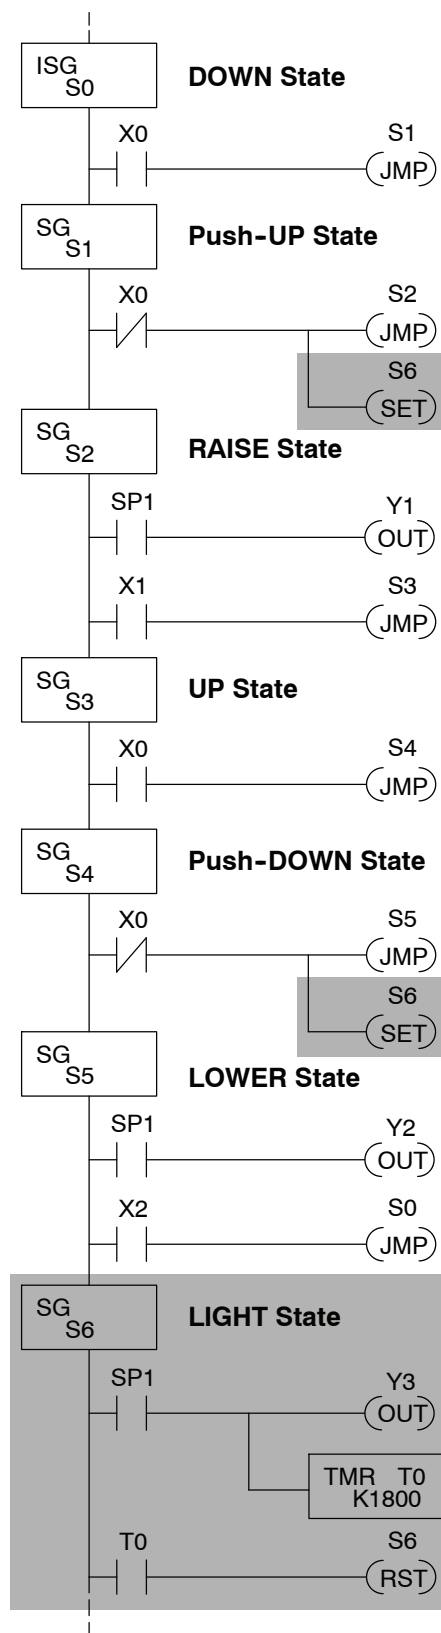 ISG
S0
DOWN State
X0
S1
JMP
SG
S1
Push-UP State
X0
S2
JMP
S6
SET
SG
S2
RAISE State
SP1
Y1
OUT
X1
S3
JMP
SG
S3
UP State
X0
S4
JMP
SG
S4
Push-DOWN State
X0
S5
JMP
S6
SET
SG
S5
LOWER State
SP1
Y2
OUT
X2
S0
JMP
SG
S6
LIGHT State
SP1
Y3
OUT
TMR T0
K1800
T0
S6
RST